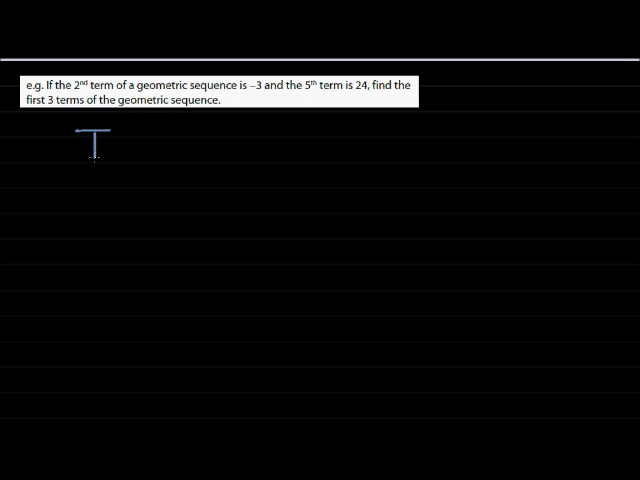 e.g. If the 2nd term of a geometric sequence is −3 and the 5th term is 24, find the
first 3 terms of the geometric sequence.
T